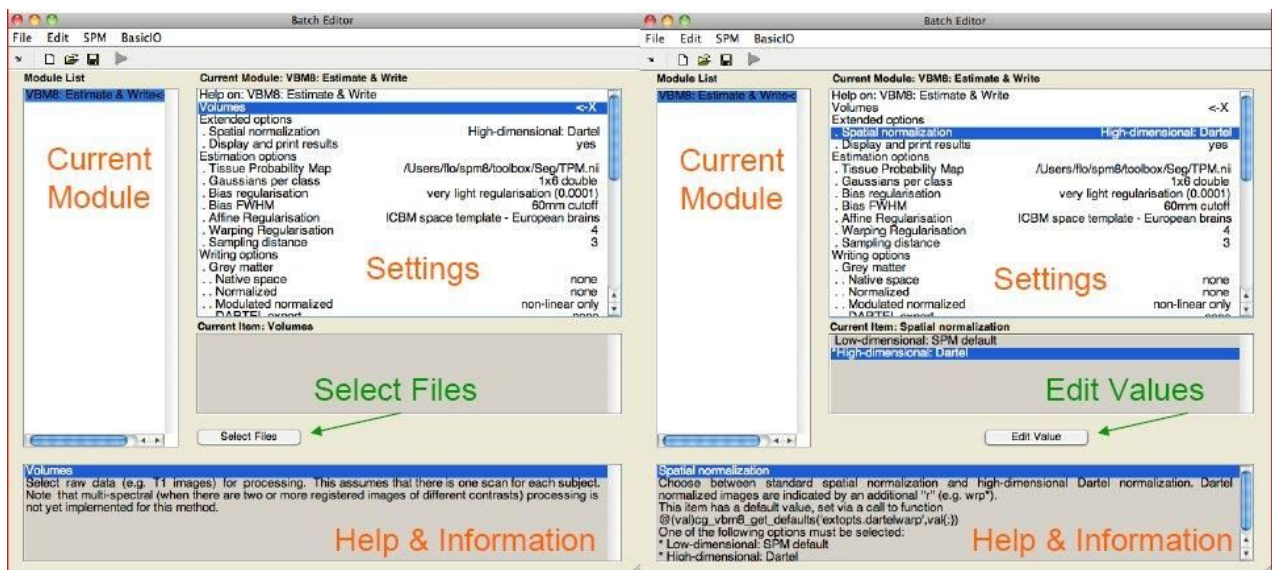 Batch Editor
File Edit SPM BasicIO
Module List
VBM8: Estimate & Write<-
Current Module
Current Module: VBM8: Estimate & Write
Help on: VBM8: Estimate & Write
Volumes <-X
Extended options
. Spatial normalization High-dimensional: Dartel
. Display and print results yes
Estimation options
. Tissue Probability Map /Users/flo/spm8/toolbox/Seg/TPM.nii
. Gaussians per class 1x6 double
. Bias regularisation very light regularisation (0.0001)
. Bias FWHM 60mm cutoff
. Affine Regularisation ICBM space template - European brains
. Warping Regularisation 4
. Sampling distance 3
Writing options
. Grey matter
. . Native space none
. . Normalized none
. . Modulated normalized non-linear only
. . DARTEL export none
Settings
Current Item: Volumes
Select Files
Select Files
Volumes
Select raw data (e.g. T1 images) for processing. This assumes that there is one scan for each subject.
Note that multi-spectral (when there are two or more registered images of different contrasts) processing is
not yet implemented for this method.
Help & Information
Batch Editor
File Edit SPM BasicIO
Module List
VBM8: Estimate & Write<
Current Module
Current Module: VBM8: Estimate & Write
Help on: VBM8: Estimate & Write
Volumes <-X
Extended options
. Spatial normalization High-dimensional: Dartel
. Display and print results yes
Estimation options
. Tissue Probability Map /Users/flo/spm8/toolbox/Seg/TPM.nii
. Gaussians per class 1x6 double
. Bias regularisation very light regularisation (0.0001)
. Bias FWHM 60mm cutoff
. Affine Regularisation ICBM space template - European brains
. Warping Regularisation 4
. Sampling distance 3
Writing options
. Grey matter
. . Native space none
. . Normalized none
. . Modulated normalized non-linear only
. . DARTEL export none
Settings
Current Item: Spatial normalization
Low-dimensional: SPM default
*High-dimensional: Dartel
Edit Values
Edit Value
Spatial normalization
Choose between standard spatial normalization and high-dimensional Dartel normalization. Dartel
normalized images are indicated by an additional "r" (e.g. wrp*).
This item has a default value, set via a call to function
@(val)cg_vbm8_get_defaults('extopts.dartelwarp',val{:})
One of the following options must be selected:
* Low-dimensional: SPM default
* High-dimensional: Dartel
Help & Information